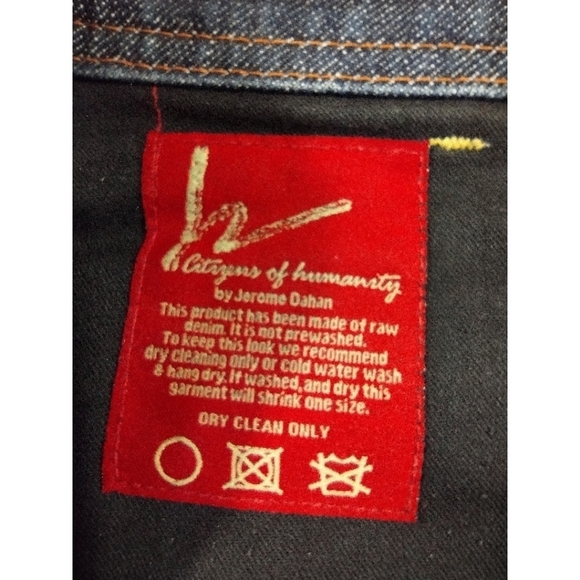 Citizens of humanity
by Jerome Dahan
This product has been made of raw
denim. It is not prewashed.
To keep this look we recommend
dry cleaning only or cold water wash
& hang dry. If washed, and dry this
garment will shrink one size.
DRY CLEAN ONLY